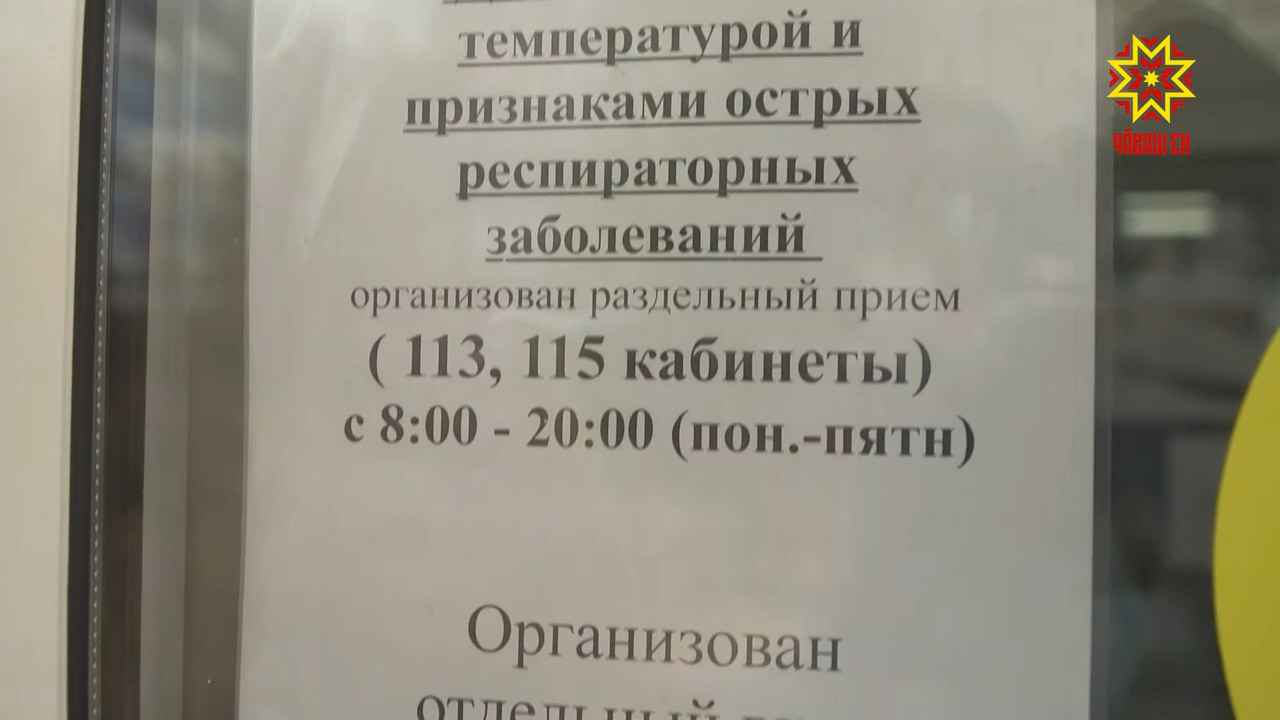 температурой и
признаками острых
респираторных
заболеваний
организован раздельный прием
( 113, 115 кабинеты)
с 8:00 - 20:00 (пон.-пятн)
Организован
отдельный
ЧӐВАШ ЕН